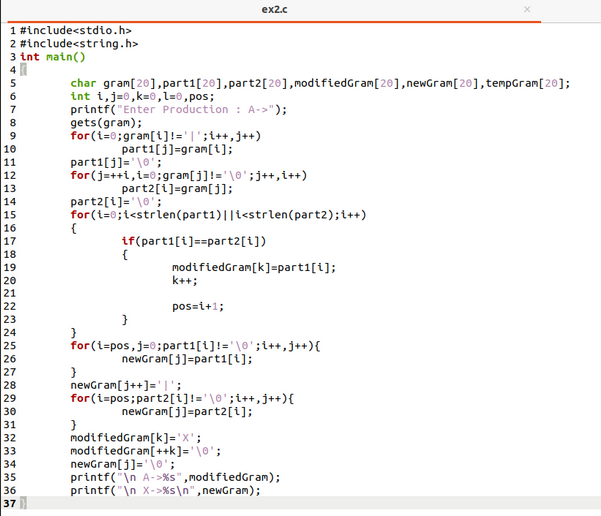 ex2.c ×
1 #include<stdio.h>
2 #include<string.h>
3 int main()
4 {
5 char gram[20],part1[20],part2[20],modifiedGram[20],newGram[20],tempGram[20];
6 int i,j=0,k=0,l=0,pos;
7 printf("Enter Production : A->");
8 gets(gram);
9 for(i=0;gram[i]!='|';i++,j++)
10 part1[j]=gram[i];
11 part1[j]='\0';
12 for(j=++i,i=0;gram[j]!='\0';j++,i++)
13 part2[i]=gram[j];
14 part2[i]='\0';
15 for(i=0;i<strlen(part1)||i<strlen(part2);i++)
16 {
17 if(part1[i]==part2[i])
18 {
19 modifiedGram[k]=part1[i];
20 k++;
21
22 pos=i+1;
23 }
24 }
25 for(i=pos,j=0;part1[i]!='\0';i++,j++){
26 newGram[j]=part1[i];
27 }
28 newGram[j++]='|';
29 for(i=pos;part2[i]!='\0';i++,j++){
30 newGram[j]=part2[i];
31 }
32 modifiedGram[k]='X';
33 modifiedGram[++k]='\0';
34 newGram[j]='\0';
35 printf("\n A->%s",modifiedGram);
36 printf("\n X->%s\n",newGram);
37 }